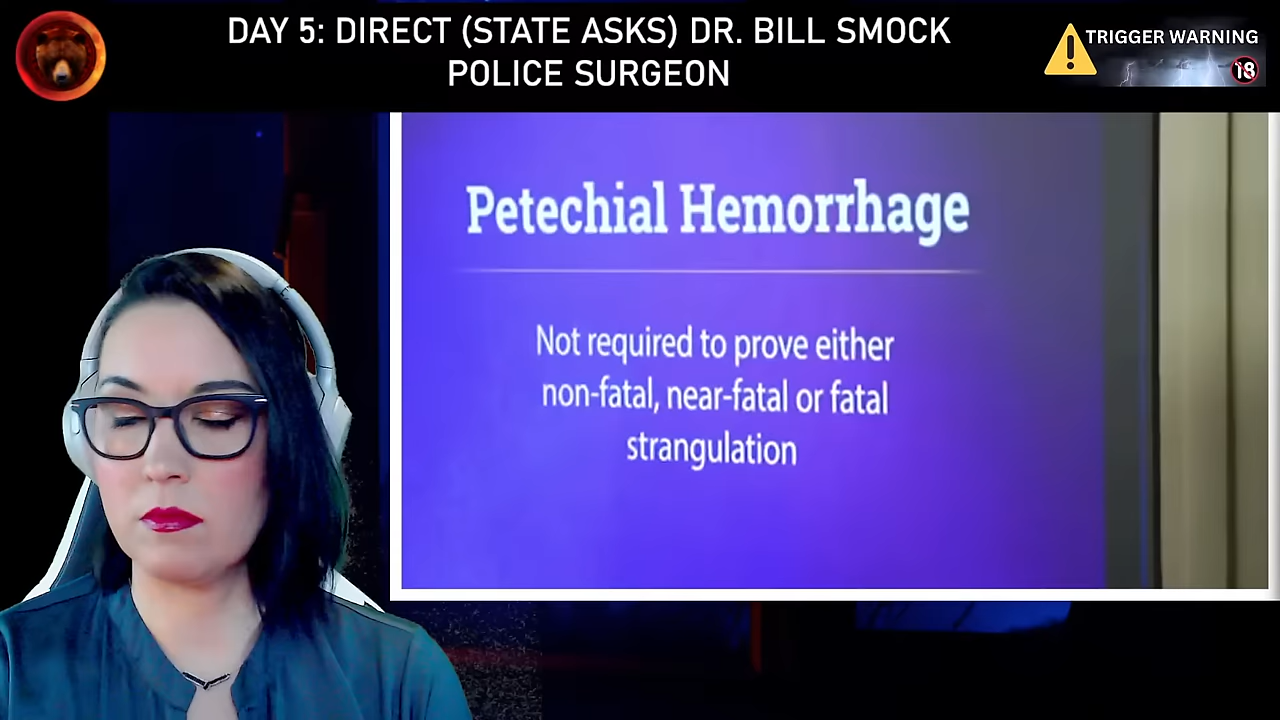 DAY 5: DIRECT (STATE ASKS) DR. BILL SMOCK
POLICE SURGEON
TRIGGER WARNING
18
Petechial Hemorrhage
Not required to prove either
non-fatal, near-fatal or fatal
strangulation